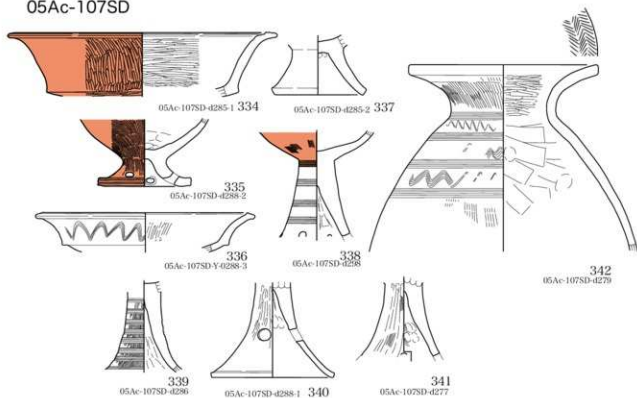 05Ac-107SD
05Ac-107SD-d285-1 334
05Ac-107SD-d285-2 337
335
05Ac-107SD-d288-2
336
05Ac-107SD-Y-0288-3
338
05Ac-107SD-d298
342
05Ac-107SD-d279
339
05Ac-107SD-d286
05Ac-107SD-d288-1 340
341
05Ac-107SD-d277